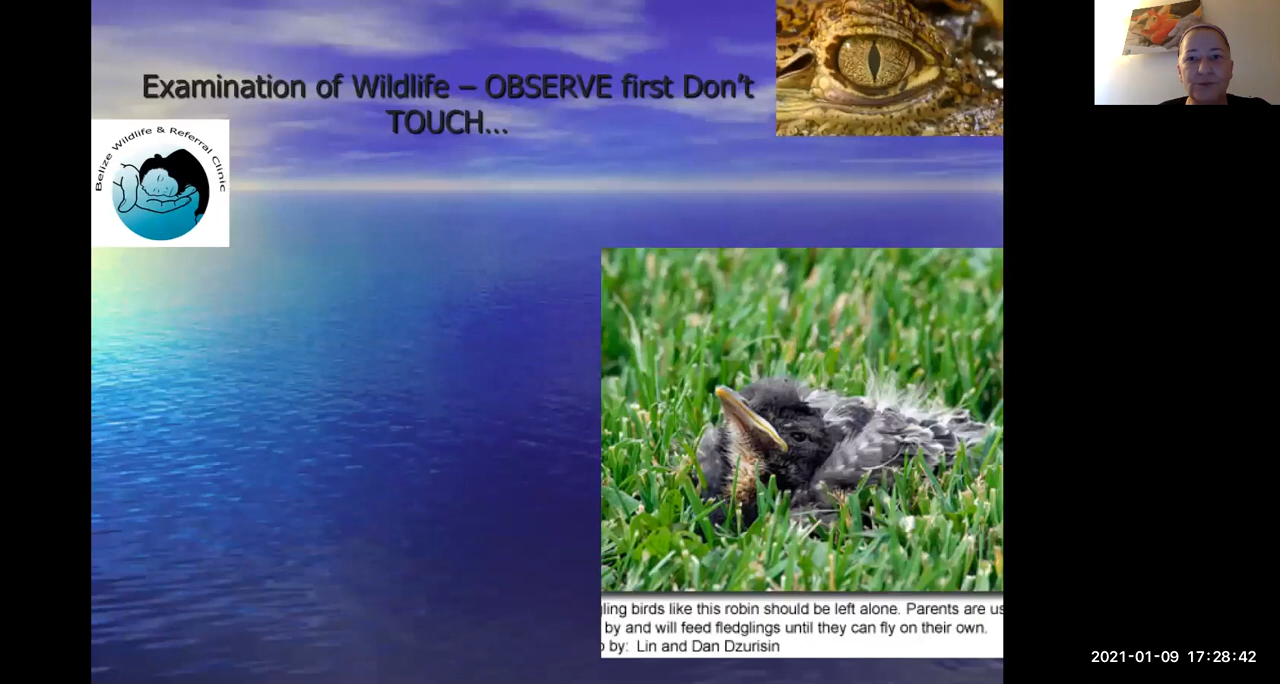 Examination of Wildlife – OBSERVE first Don't
TOUCH...
Belize Wildlife & Referral Clinic
ling birds like this robin should be left alone. Parents are us
by and will feed fledglings until they can fly on their own.
by: Lin and Dan Dzurisin
2021-01-09 17:28:42